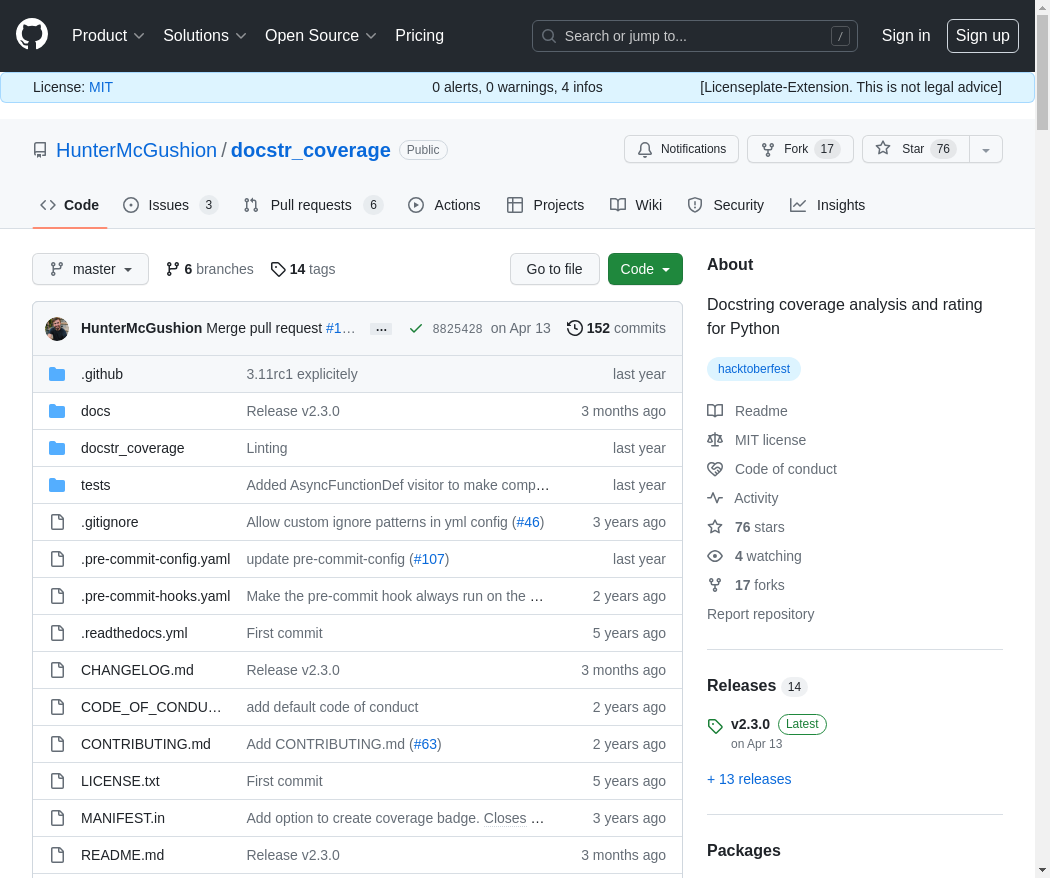 Product Solutions Open Source Pricing Search or jump to... / Sign in Sign up
License: MIT 0 alerts, 0 warnings, 4 infos [Licenseplate-Extension. This is not legal advice]
HunterMcGushion / docstr_coverage Public Notifications Fork 17 Star 76
Code Issues 3 Pull requests 6 Actions Projects Wiki Security Insights
master 6 branches 14 tags Go to file Code
HunterMcGushion Merge pull request #1… … 8825428 on Apr 13 152 commits
.github 3.11rc1 explicitely last year
docs Release v2.3.0 3 months ago
docstr_coverage Linting last year
tests Added AsyncFunctionDef visitor to make comp… last year
.gitignore Allow custom ignore patterns in yml config (#46) 3 years ago
.pre-commit-config.yaml update pre-commit-config (#107) last year
.pre-commit-hooks.yaml Make the pre-commit hook always run on the … 2 years ago
.readthedocs.yml First commit 5 years ago
CHANGELOG.md Release v2.3.0 3 months ago
CODE_OF_CONDU… add default code of conduct 2 years ago
CONTRIBUTING.md Add CONTRIBUTING.md (#63) 2 years ago
LICENSE.txt First commit 5 years ago
MANIFEST.in Add option to create coverage badge. Closes … 3 years ago
README.md Release v2.3.0 3 months ago
About
Docstring coverage analysis and rating
for Python
hacktoberfest
Readme
MIT license
Code of conduct
Activity
76 stars
4 watching
17 forks
Report repository
Releases 14
v2.3.0 Latest
on Apr 13
+ 13 releases
Packages